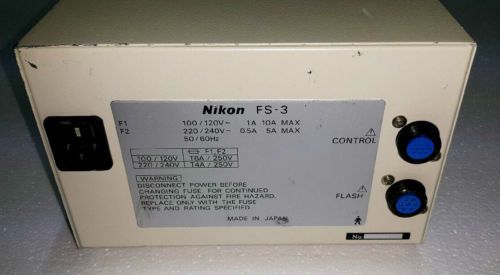 Nikon FS-3
F1 100/120V~ 1A 10A MAX
F2 220/240V~ 0.5A 5A MAX
50/60Hz
F1,F2
100/120V T8A/250V
220/240V T4A/250V
WARNING
DISCONNECT POWER BEFORE
CHANGING FUSE. FOR CONTINUED
PROTECTION AGAINST FIRE HAZARD.
REPLACE ONLY WITH THE FUSE
TYPE AND RATING SPECIFIED
MADE IN JAPAN
CONTROL
FLASH
No.